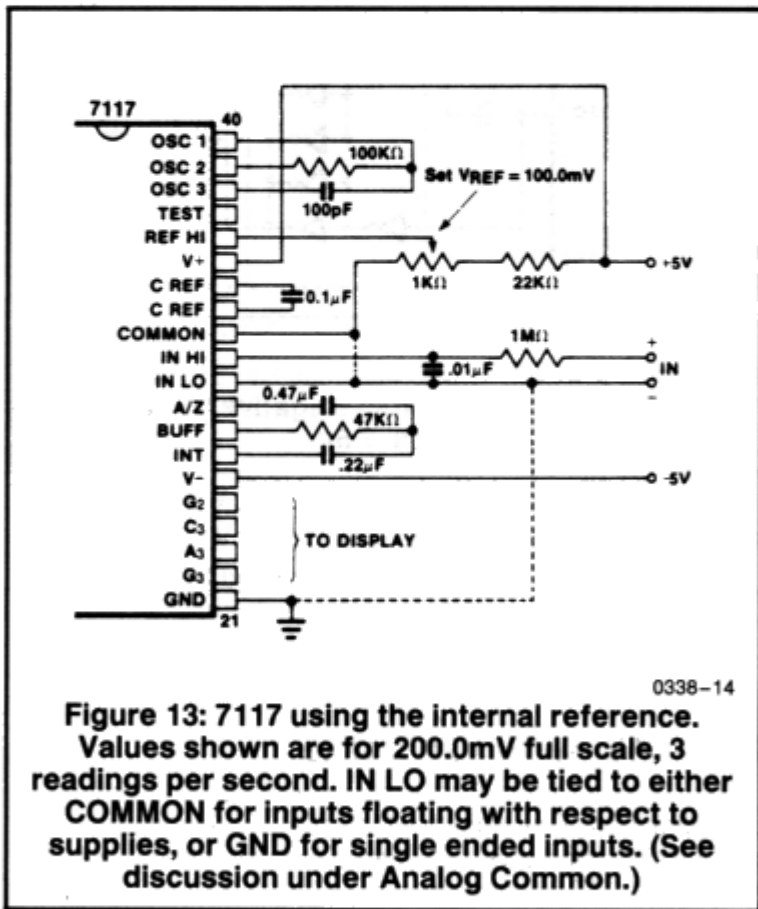 7117
40
OSC 1
OSC 2
OSC 3
TEST
REF HI
V+
C REF
C REF
COMMON
IN HI
IN LO
A/Z
BUFF
INT
V-
G2
C3
A3
G3
GND
21
100KΩ
100pF
Set VREF = 100.0mV
1KΩ
22KΩ
+5V
0.1µF
1MΩ
.01µF
+
IN
-
0.47µF
47KΩ
.22µF
-5V
TO DISPLAY
0338-14
Figure 13: 7117 using the internal reference.
Values shown are for 200.0mV full scale, 3
readings per second. IN LO may be tied to either
COMMON for inputs floating with respect to
supplies, or GND for single ended inputs. (See
discussion under Analog Common.)